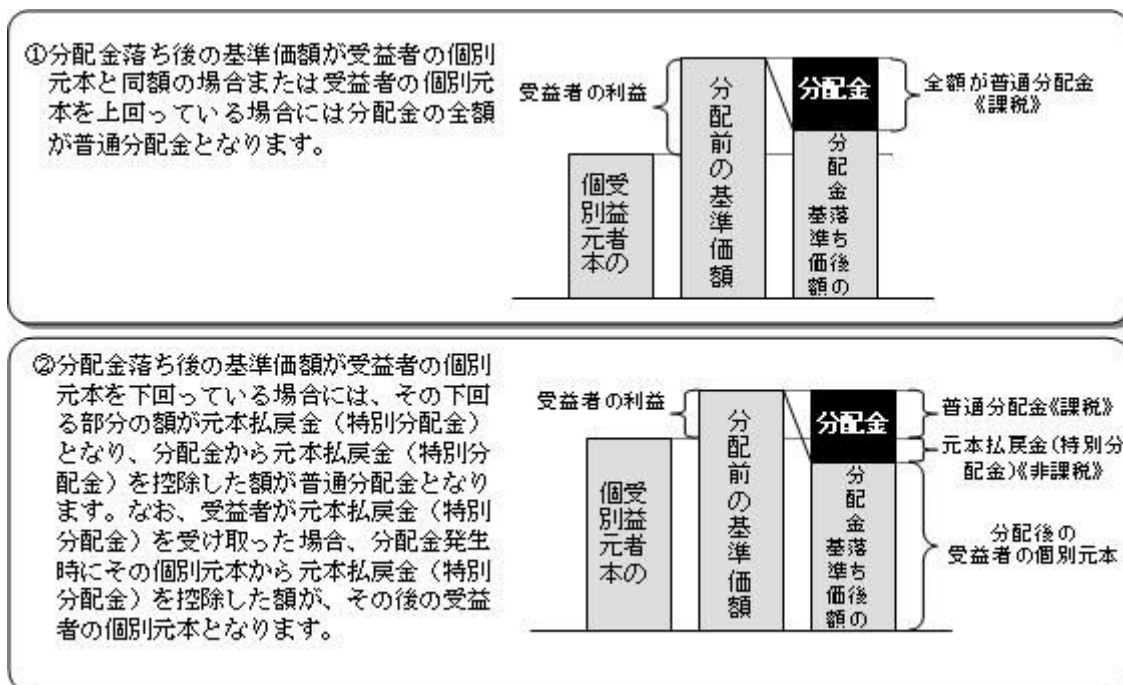 ①分配金落ち後の基準価額が受益者の個別
元本と同額の場合または受益者の個別元
本を上回っている場合には分配金の全額
が普通分配金となります。
受益者の利益
受益者の
個別元本
分配前の基準価額
分配金
分配金落ち後の
基準価額
全額が普通分配金
《課税》
②分配金落ち後の基準価額が受益者の個別
元本を下回っている場合には、その下回
る部分の額が元本払戻金（特別分配金）
となり、分配金から元本払戻金（特別分
配金）を控除した額が普通分配金となり
ます。なお、受益者が元本払戻金（特別
分配金）を受け取った場合、分配金発生
時にその個別元本から元本払戻金（特別
分配金）を控除した額が、その後の受益
者の個別元本となります。
受益者の利益
受益者の
個別元本
分配前の基準価額
分配金
分配金落ち後の
基準価額
普通分配金《課税》
元本払戻金(特別分
配金)《非課税》
分配後の
受益者の個別元本